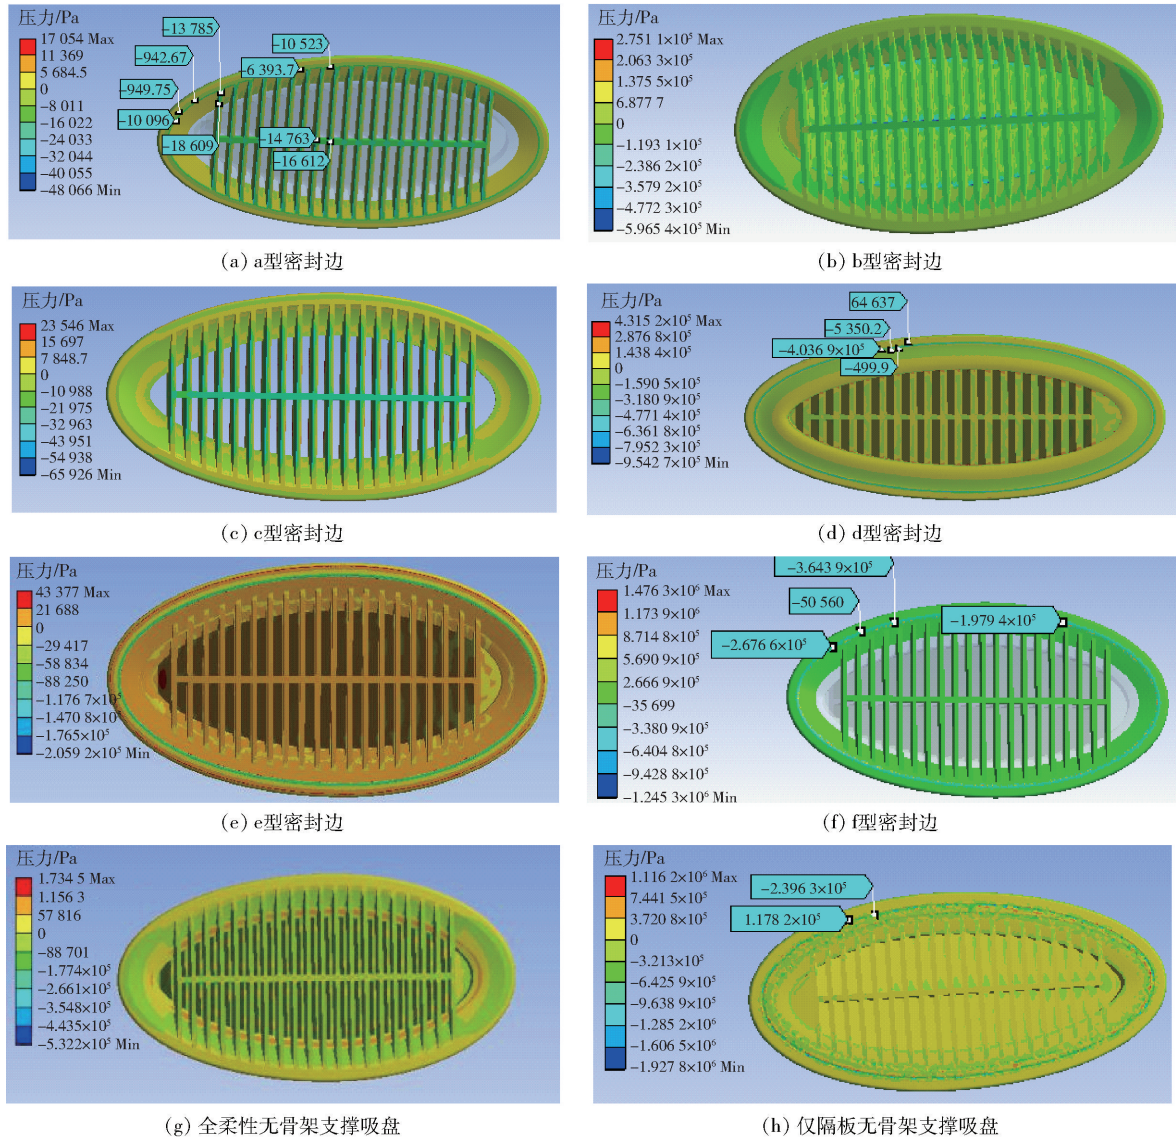 压力/Pa
17 054 Max
11 369
5 684.5
0
−8 011
−16 022
−24 033
−32 044
−40 055
−48 066 Min
−13 785
−942.67
−949.75
−10 096
−18 609
−10 523
−6 393.7
−14 763
−16 612
(a) a型密封边
压力/Pa
2.751 1×10⁵ Max
2.063 3×10⁵
1.375 5×10⁵
6.877 7
0
−1.193 1×10⁵
−2.386 2×10⁵
−3.579 2×10⁵
−4.772 3×10⁵
−5.965 4×10⁵ Min
(b) b型密封边
压力/Pa
23 546 Max
15 697
7 848.7
0
−10 988
−21 975
−32 963
−43 951
−54 938
−65 926 Min
(c) c型密封边
压力/Pa
4.315 2×10⁵ Max
2.876 8×10⁵
1.438 4×10⁵
0
−1.590 5×10⁵
−3.180 9×10⁵
−4.771 4×10⁵
−6.361 8×10⁵
−7.952 3×10⁵
−9.542 7×10⁵ Min
64 637
−5 350.2
−4.036 9×10⁵
−499.9
(d) d型密封边
压力/Pa
43 377 Max
21 688
0
−29 417
−58 834
−88 250
−1.176 7×10⁵
−1.470 8×10⁵
−1.765×10⁵
−2.059 2×10⁵ Min
(e) e型密封边
压力/Pa
1.476 3×10⁶ Max
1.173 9×10⁶
8.714 8×10⁵
5.690 9×10⁵
2.666 9×10⁵
−35 699
−3.380 9×10⁵
−6.404 8×10⁵
−9.428 8×10⁵
−1.245 3×10⁶ Min
−3.643 9×10⁵
−50 560
−2.676 6×10⁵
−1.979 4×10⁵
(f) f型密封边
压力/Pa
1.734 5 Max
1.156 3
57 816
0
−88 701
−1.774×10⁵
−2.661×10⁵
−3.548×10⁵
−4.435×10⁵
−5.322×10⁵ Min
(g) 全柔性无骨架支撑吸盘
压力/Pa
1.116 2×10⁶ Max
7.441 5×10⁵
3.720 8×10⁵
0
−3.213×10⁵
−6.425 9×10⁵
−9.638 9×10⁵
−1.285 2×10⁶
−1.606 5×10⁶
−1.927 8×10⁶ Min
−2.396 3×10⁵
1.178 2×10⁵
(h) 仅隔板无骨架支撑吸盘